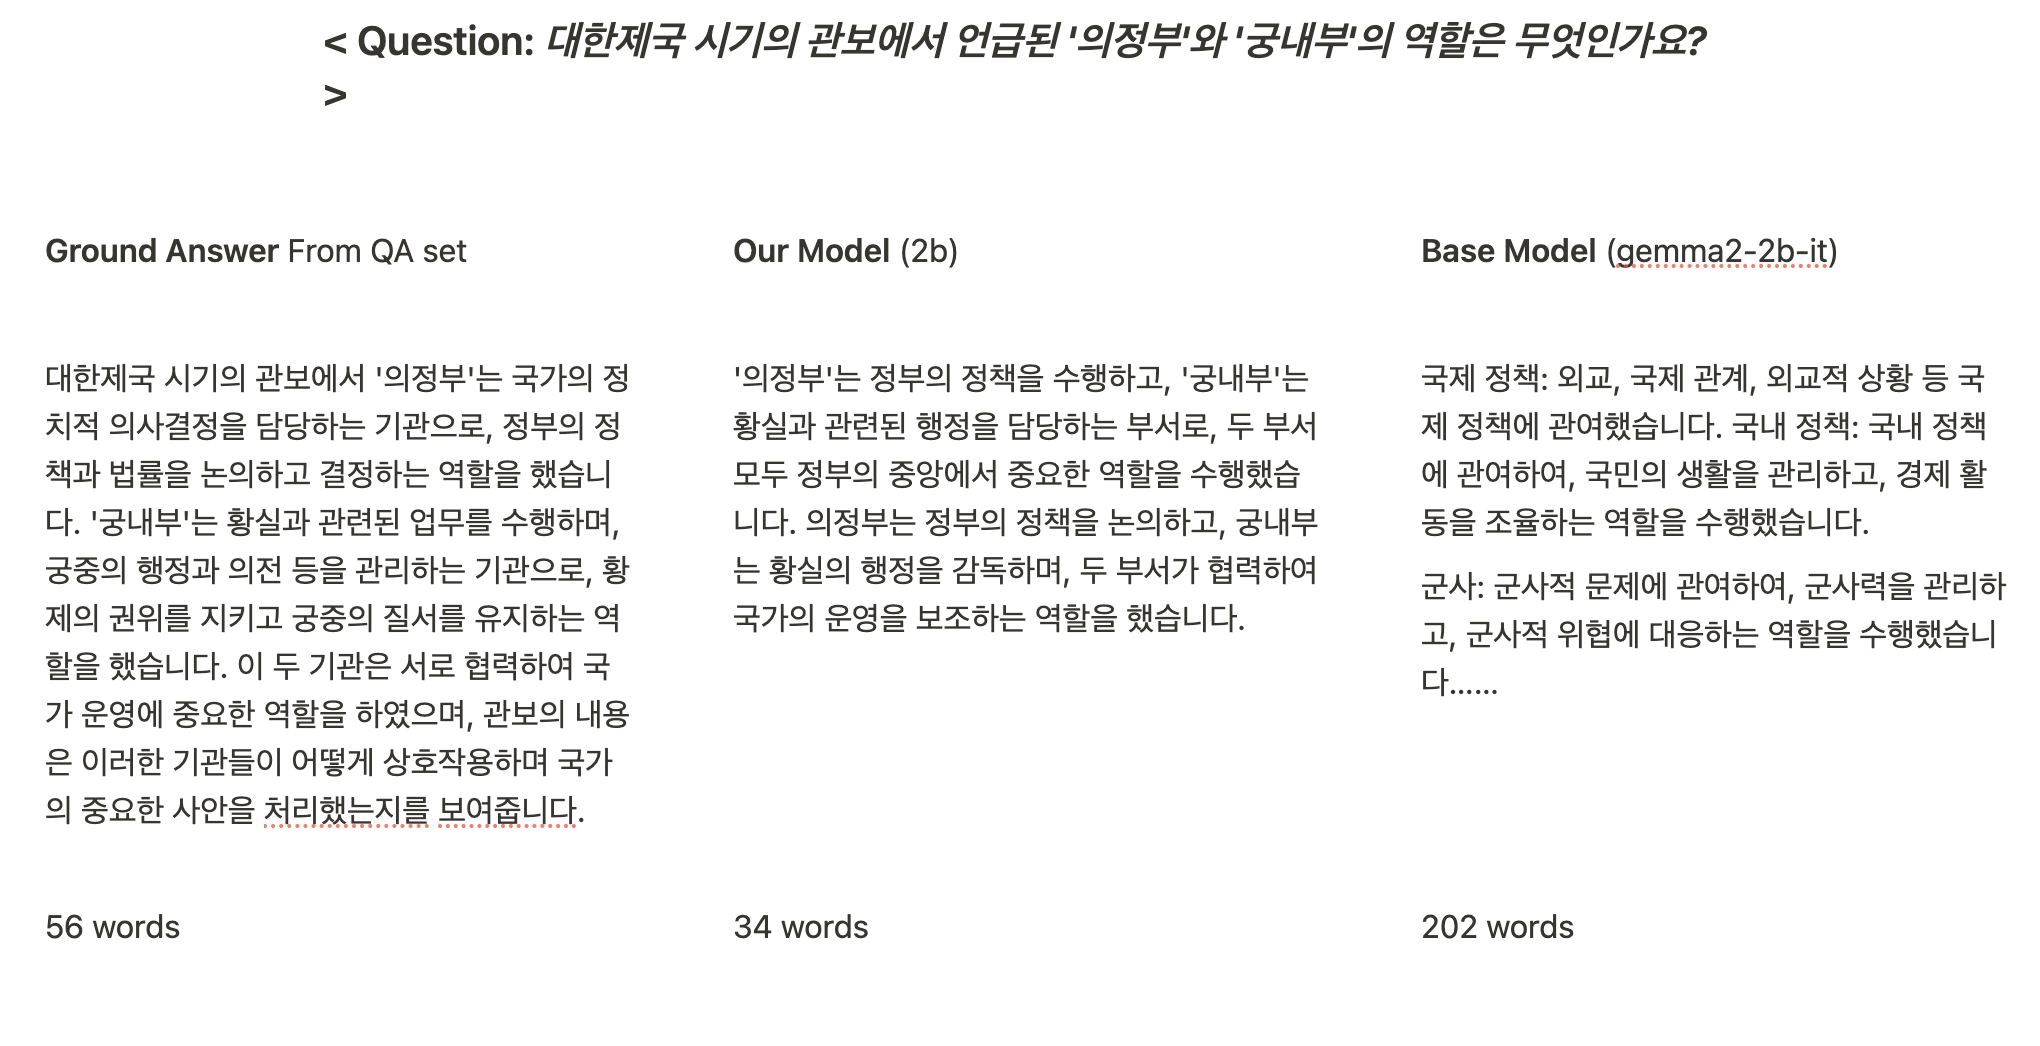 < Question: 대한제국 시기의 관보에서 언급된 '의정부'와 '궁내부'의 역할은 무엇인가요?
>
Ground Answer From QA set
대한제국 시기의 관보에서 '의정부'는 국가의 정
치적 의사결정을 담당하는 기관으로, 정부의 정
책과 법률을 논의하고 결정하는 역할을 했습니
다. '궁내부'는 황실과 관련된 업무를 수행하며,
궁중의 행정과 의전 등을 관리하는 기관으로, 황
제의 권위를 지키고 궁중의 질서를 유지하는 역
할을 했습니다. 이 두 기관은 서로 협력하여 국
가 운영에 중요한 역할을 하였으며, 관보의 내용
은 이러한 기관들이 어떻게 상호작용하며 국가
의 중요한 사안을 처리했는지를 보여줍니다.
56 words
Our Model (2b)
'의정부'는 정부의 정책을 수행하고, '궁내부'는
황실과 관련된 행정을 담당하는 부서로, 두 부서
모두 정부의 중앙에서 중요한 역할을 수행했습
니다. 의정부는 정부의 정책을 논의하고, 궁내부
는 황실의 행정을 감독하며, 두 부서가 협력하여
국가의 운영을 보조하는 역할을 했습니다.
34 words
Base Model (gemma2-2b-it)
국제 정책: 외교, 국제 관계, 외교적 상황 등 국
제 정책에 관여했습니다. 국내 정책: 국내 정책
에 관여하여, 국민의 생활을 관리하고, 경제 활
동을 조율하는 역할을 수행했습니다.
군사: 군사적 문제에 관여하여, 군사력을 관리하
고, 군사적 위협에 대응하는 역할을 수행했습니
다......
202 words